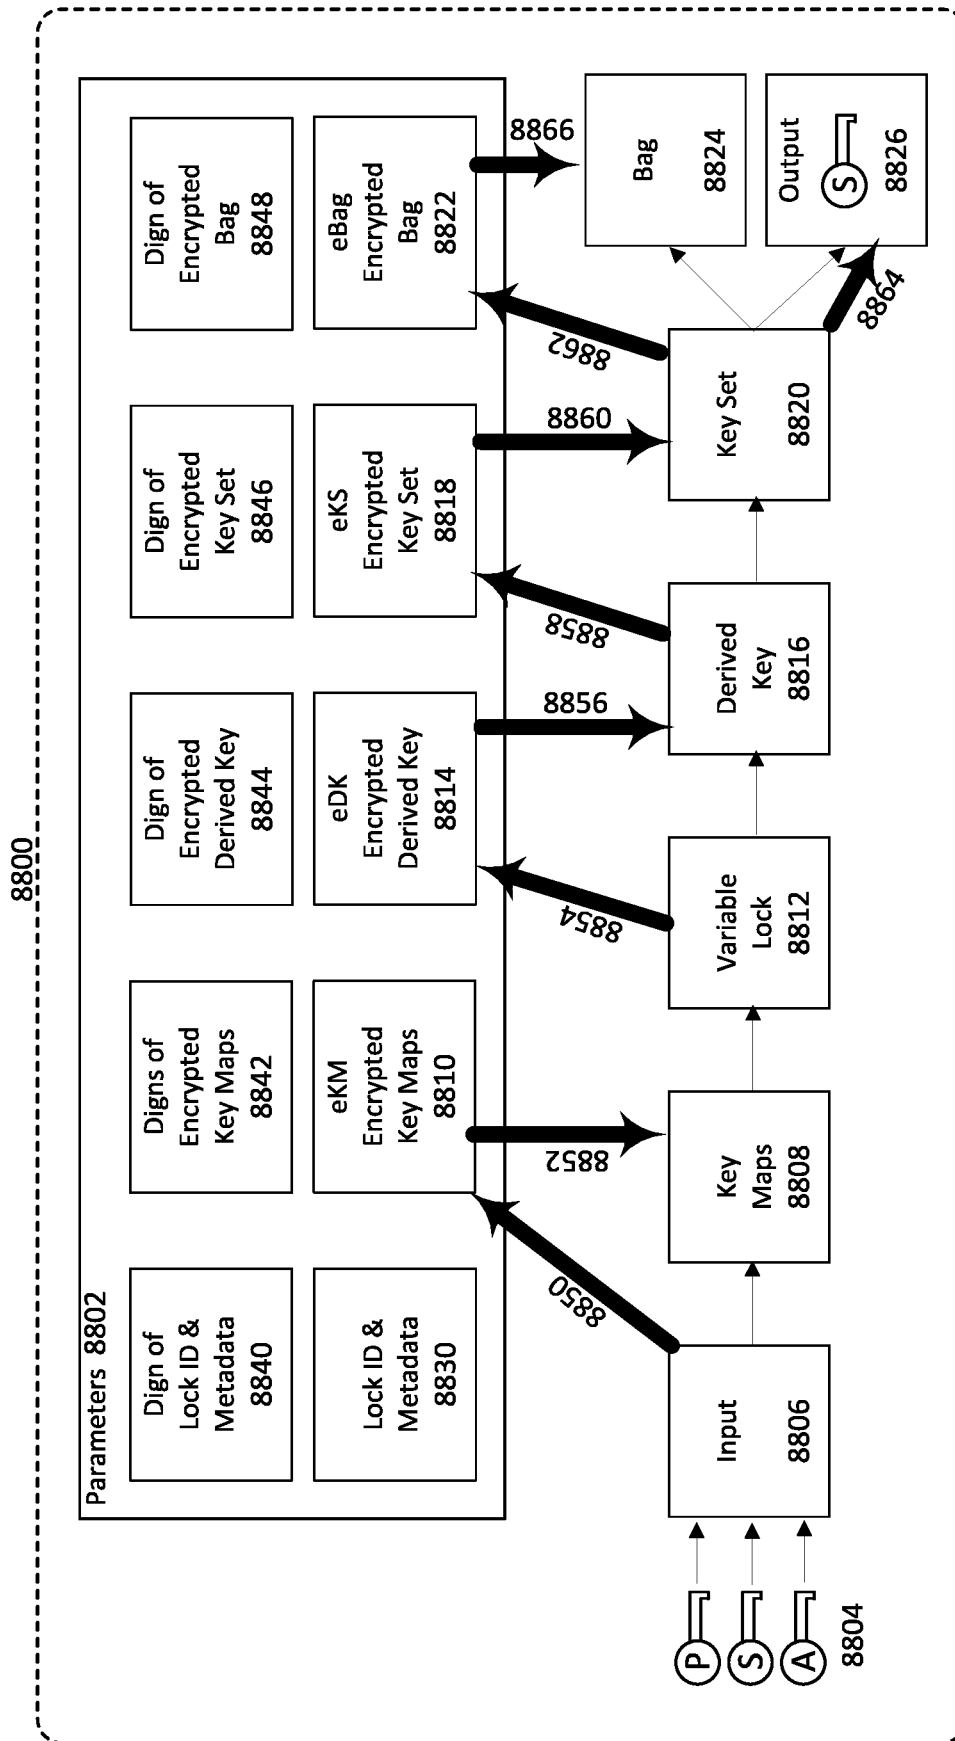 8800
Parameters 8802
Dign of
Lock ID &
Metadata
8840
Digns of
Encrypted
Key Maps
8842
Dign of
Encrypted
Derived Key
8844
Dign of
Encrypted
Key Set
8846
Dign of
Encrypted
Bag
8848
Lock ID &
Metadata
8830
eKM
Encrypted
Key Maps
8810
eDK
Encrypted
Derived Key
8814
eKS
Encrypted
Key Set
8818
eBag
Encrypted
Bag
8822
8850
8852
8854
8856
8858
8860
8862
8866
8864
P
S
A
8804
Input
8806
Key
Maps
8808
Variable
Lock
8812
Derived
Key
8816
Key Set
8820
Bag
8824
Output
S
8826